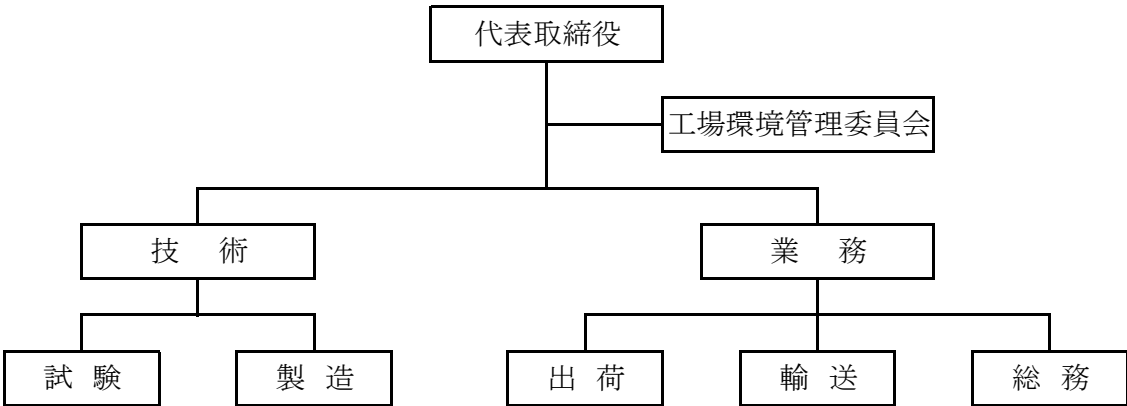 代表取締役
工場環境管理委員会
技 術
業 務
試 験
製 造
出 荷
輸 送
総 務